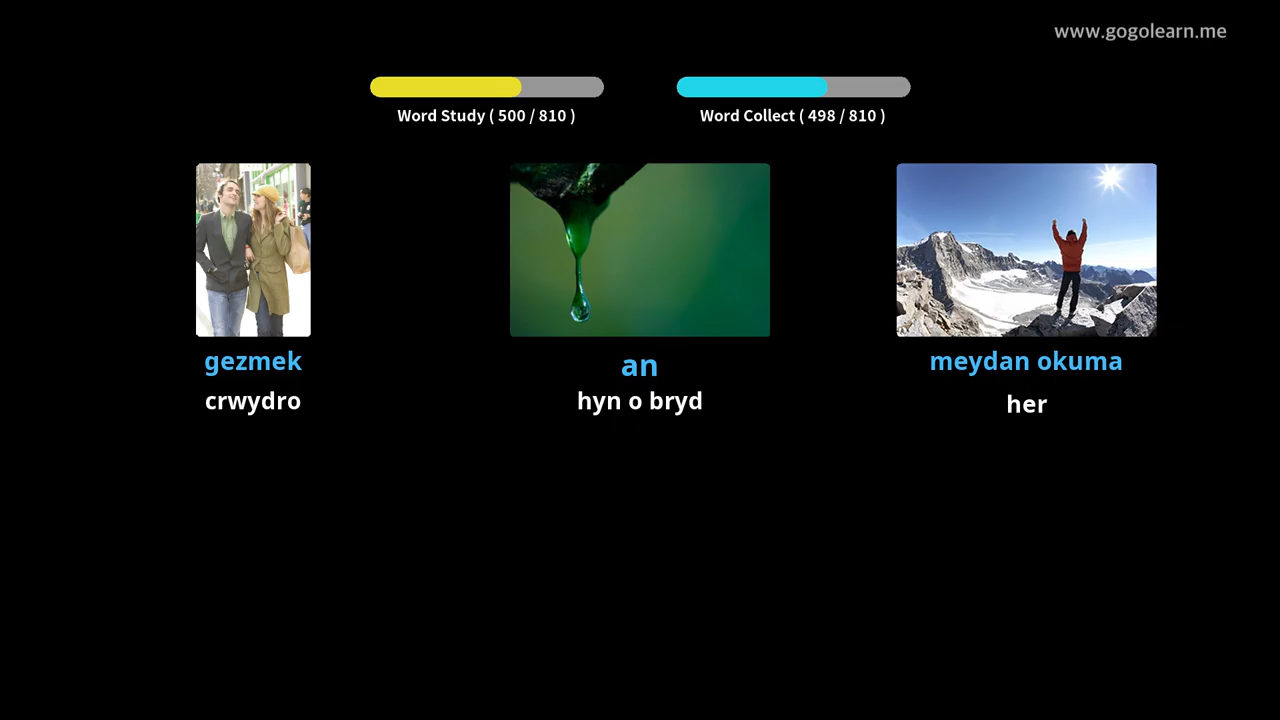 www.gogolearn.me
Word Study ( 500 / 810 )
Word Collect ( 498 / 810 )
gezmek
crwydro
an
hyn o bryd
meydan okuma
her